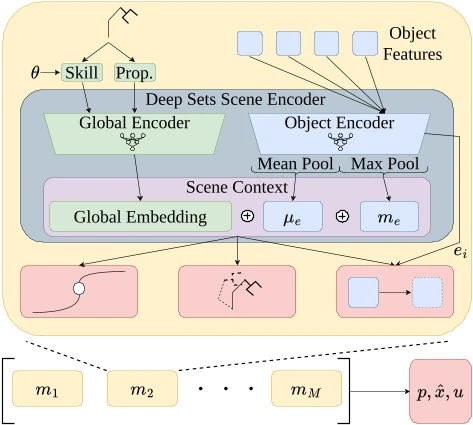 Object
Features
θ
Skill
Prop.
Deep Sets Scene Encoder
Global Encoder
Object Encoder
Mean Pool
Max Pool
Scene Context
Global Embedding
⊕
μ_e
⊕
m_e
e_i
m_1
m_2
· · ·
m_M
p, x̂, u